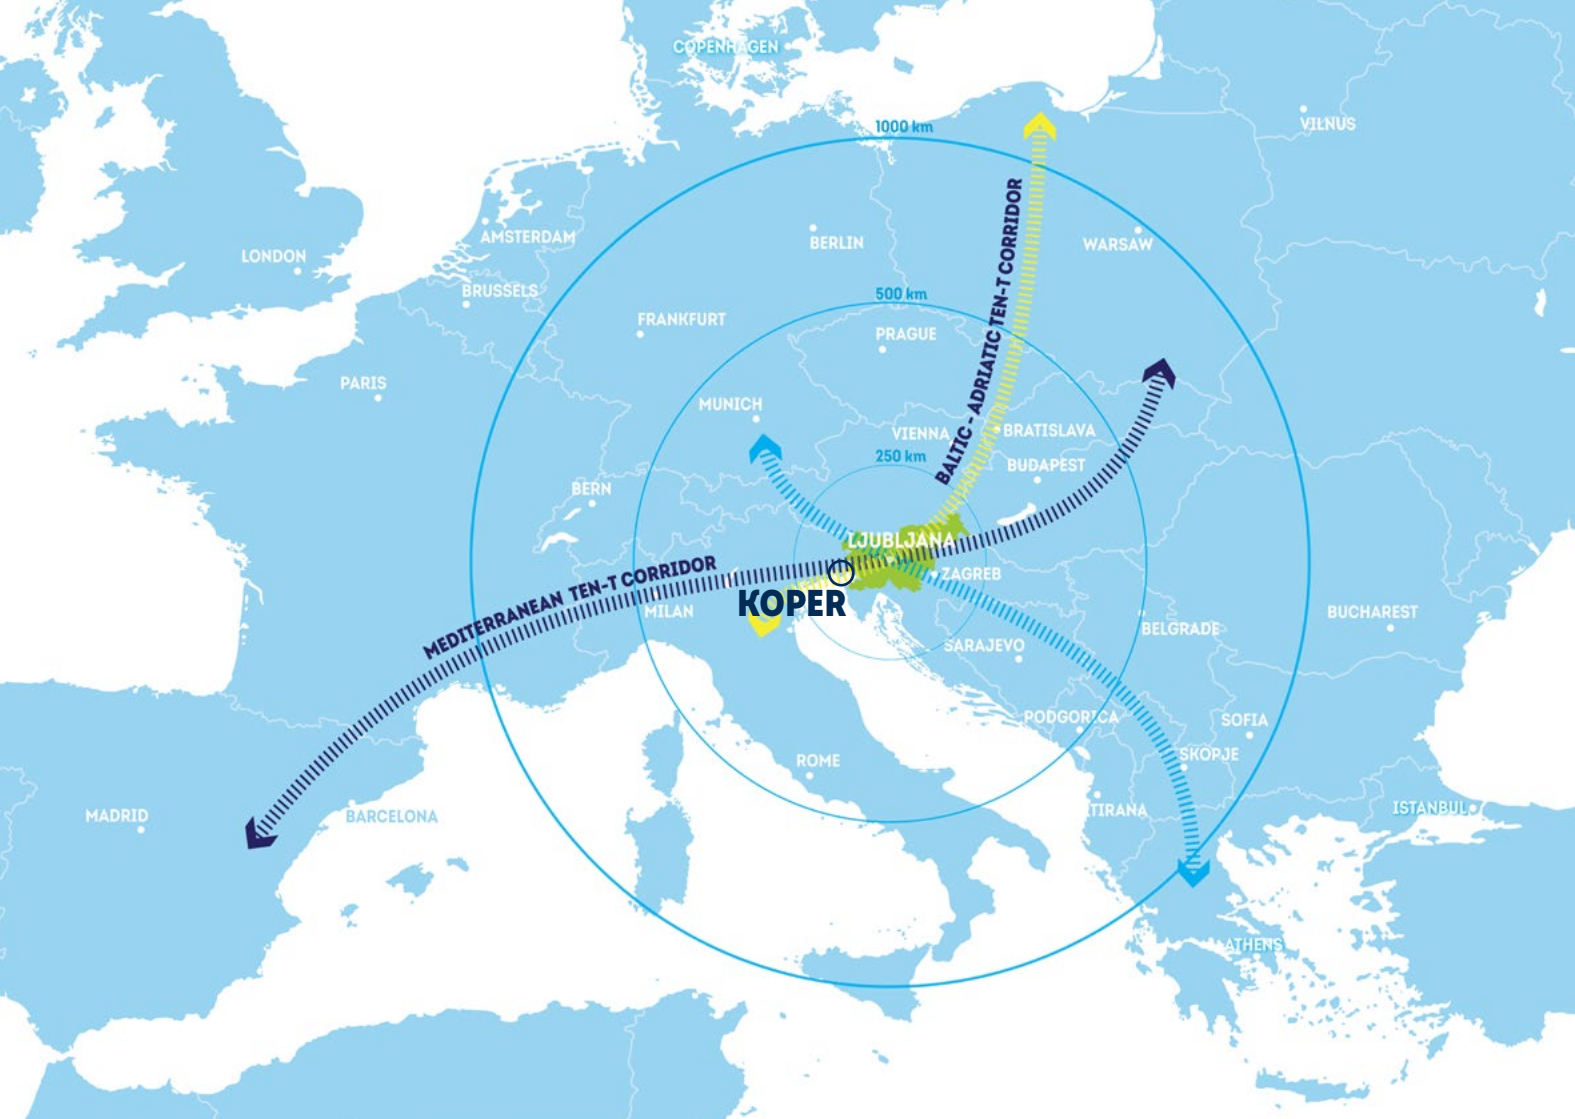 COPENHAGEN
1000 km
VILNUS
BALTIC - ADRIATIC TEN-T CORRIDOR
AMSTERDAM
BERLIN
WARSAW
LONDON
BRUSSELS
500 km
FRANKFURT
PRAGUE
PARIS
MUNICH
VIENNA
BRATISLAVA
250 km
BUDAPEST
BERN
LJUBLJANA
MEDITERRANEAN TEN-T CORRIDOR
ZAGREB
KOPER
MILAN
BUCHAREST
BELGRADE
SARAJEVO
PODGORICA
SOFIA
SKOPJE
ROME
MADRID
BARCELONA
TIRANA
ISTANBUL
ATHENS